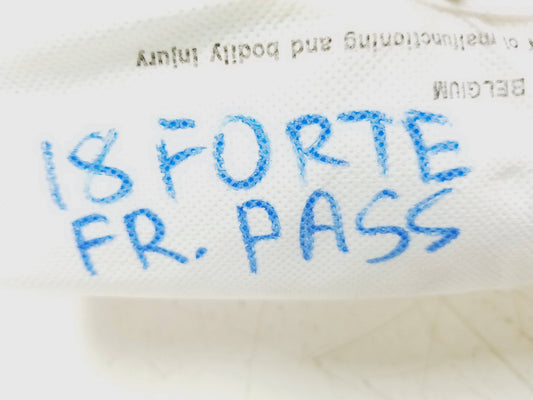 of malfunctioning and bodily injury
BELGIUM
18 FORTE
FR. PASS